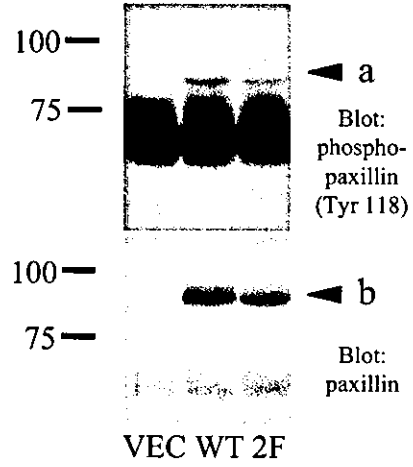 100
a
75
Blot:
phospho-
paxillin
(Tyr 118)
100
b
75
Blot:
paxillin
VEC WT 2F